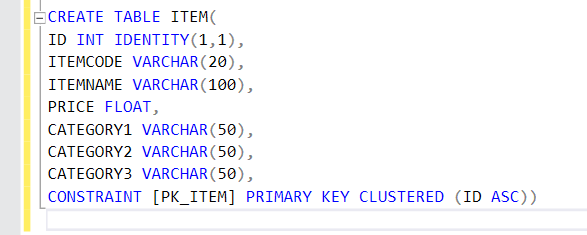 CREATE TABLE ITEM(
ID INT IDENTITY(1,1),
ITEMCODE VARCHAR(20),
ITEMNAME VARCHAR(100),
PRICE FLOAT,
CATEGORY1 VARCHAR(50),
CATEGORY2 VARCHAR(50),
CATEGORY3 VARCHAR(50),
CONSTRAINT [PK_ITEM] PRIMARY KEY CLUSTERED (ID ASC))